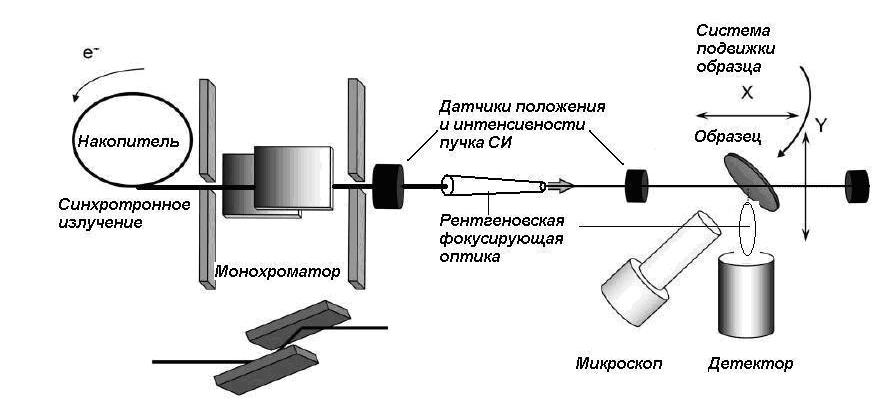 e⁻
Накопитель
Синхротронное
излучение
Монохроматор
Датчики положения
и интенсивности
пучка СИ
Рентгеновская
фокусирующая
оптика
Система
подвижки
образца
X
Образец
Y
Микроскоп
Детектор